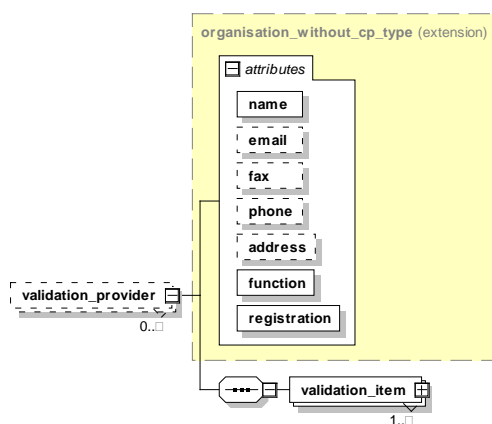 organisation_without_cp_type (extension)
attributes
name
email
fax
phone
address
function
registration
validation_provider
0..□
validation_item
1..□